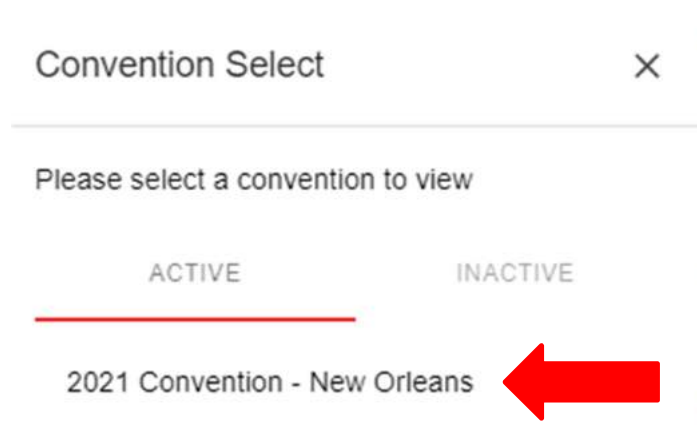 Convention Select
Please select a convention to view
ACTIVE INACTIVE
2021 Convention - New Orleans